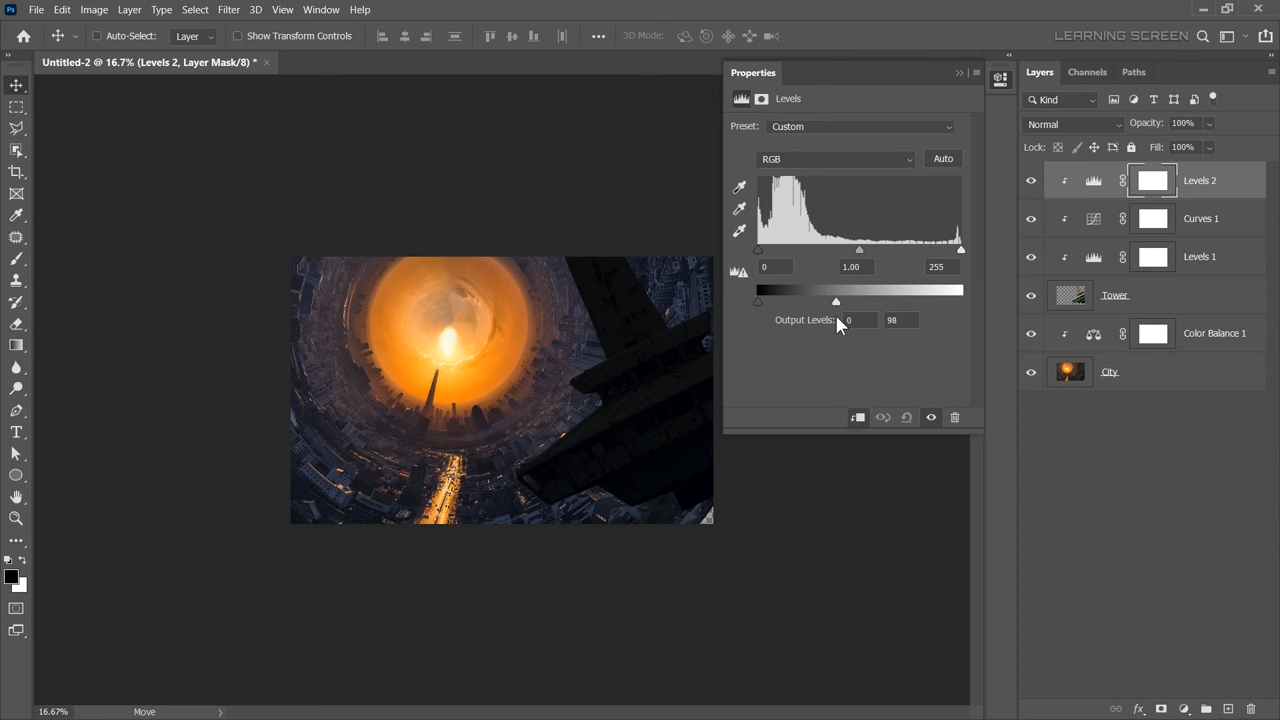 Ps File Edit Image Layer Type Select Filter 3D View Window Help
Auto-Select: Layer Show Transform Controls 3D Mode: LEARNING SCREEN
Untitled-2 @ 16.7% (Levels 2, Layer Mask/8) *
Properties
Levels
Preset: Custom
RGB Auto
0 1.00 255
Output Levels: 0 98
Layers Channels Paths
Kind
Normal Opacity: 100%
Lock: Fill: 100%
Levels 2
Curves 1
Levels 1
Tower
Color Balance 1
City
16.67% Move